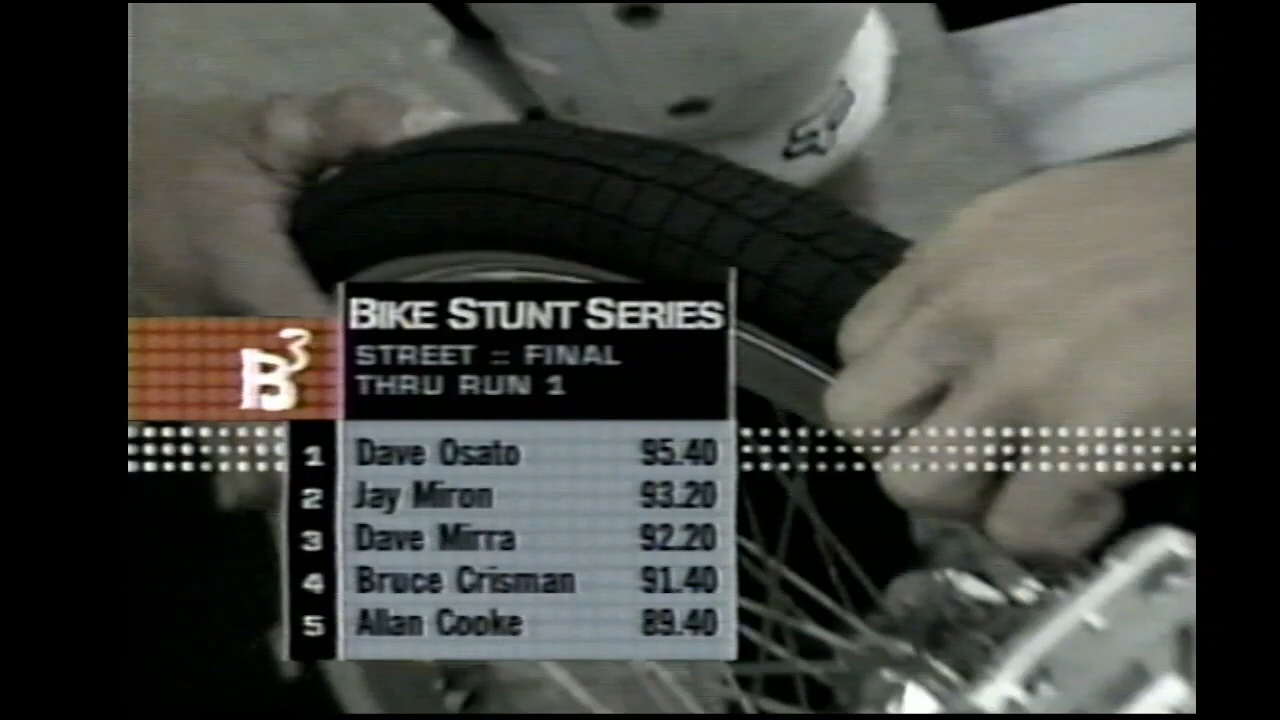 BIKE STUNT SERIES
STREET :: FINAL
THRU RUN 1
B3
1 Dave Osato 95.40
2 Jay Miron 93.20
3 Dave Mirra 92.20
4 Bruce Crisman 91.40
5 Allan Cooke 89.40